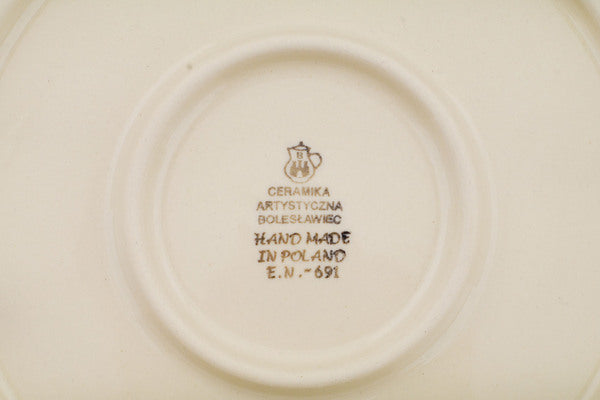 B
CERAMIKA
ARTYSTYCZNA
BOLESŁAWIEC
HAND MADE
IN POLAND
E.N.-691